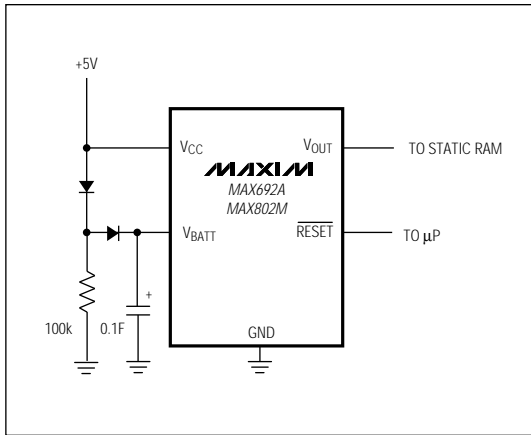 +5V
VCC
VOUT
TO STATIC RAM
MAXIM
MAX692A
MAX802M
VBATT
RESET
TO μP
+
100k
0.1F
GND